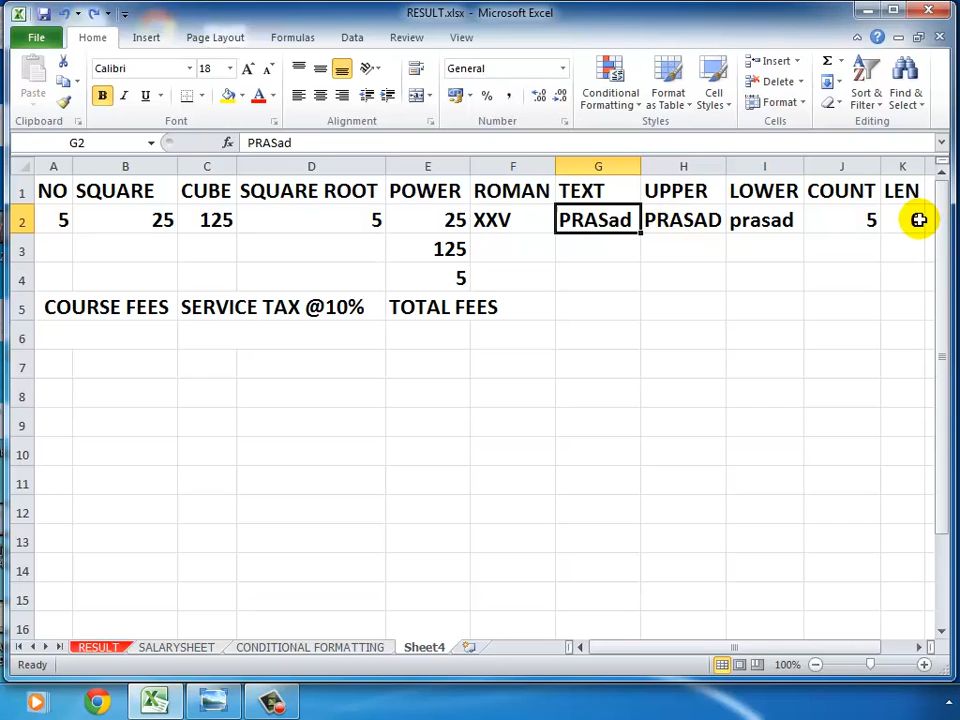 RESULT.xlsx - Microsoft Excel
File Home Insert Page Layout Formulas Data Review View
Paste Calibri 18 General Conditional Formatting Format as Table Cell Styles Insert Delete Format Sort & Filter Find & Select
Clipboard Font Alignment Number Styles Cells Editing
G2 fx PRASad
A B C D E F G H I J K
1 NO SQUARE CUBE SQUARE ROOT POWER ROMAN TEXT UPPER LOWER COUNT LEN
2 5 25 125 5 25 XXV PRASad PRASAD prasad 5
3 125
4 5
5 COURSE FEES SERVICE TAX @10% TOTAL FEES
6
7
8
9
10
11
12
13
14
15
16
RESULT SALARYSHEET CONDITIONAL FORMATTING Sheet4
Ready 100%